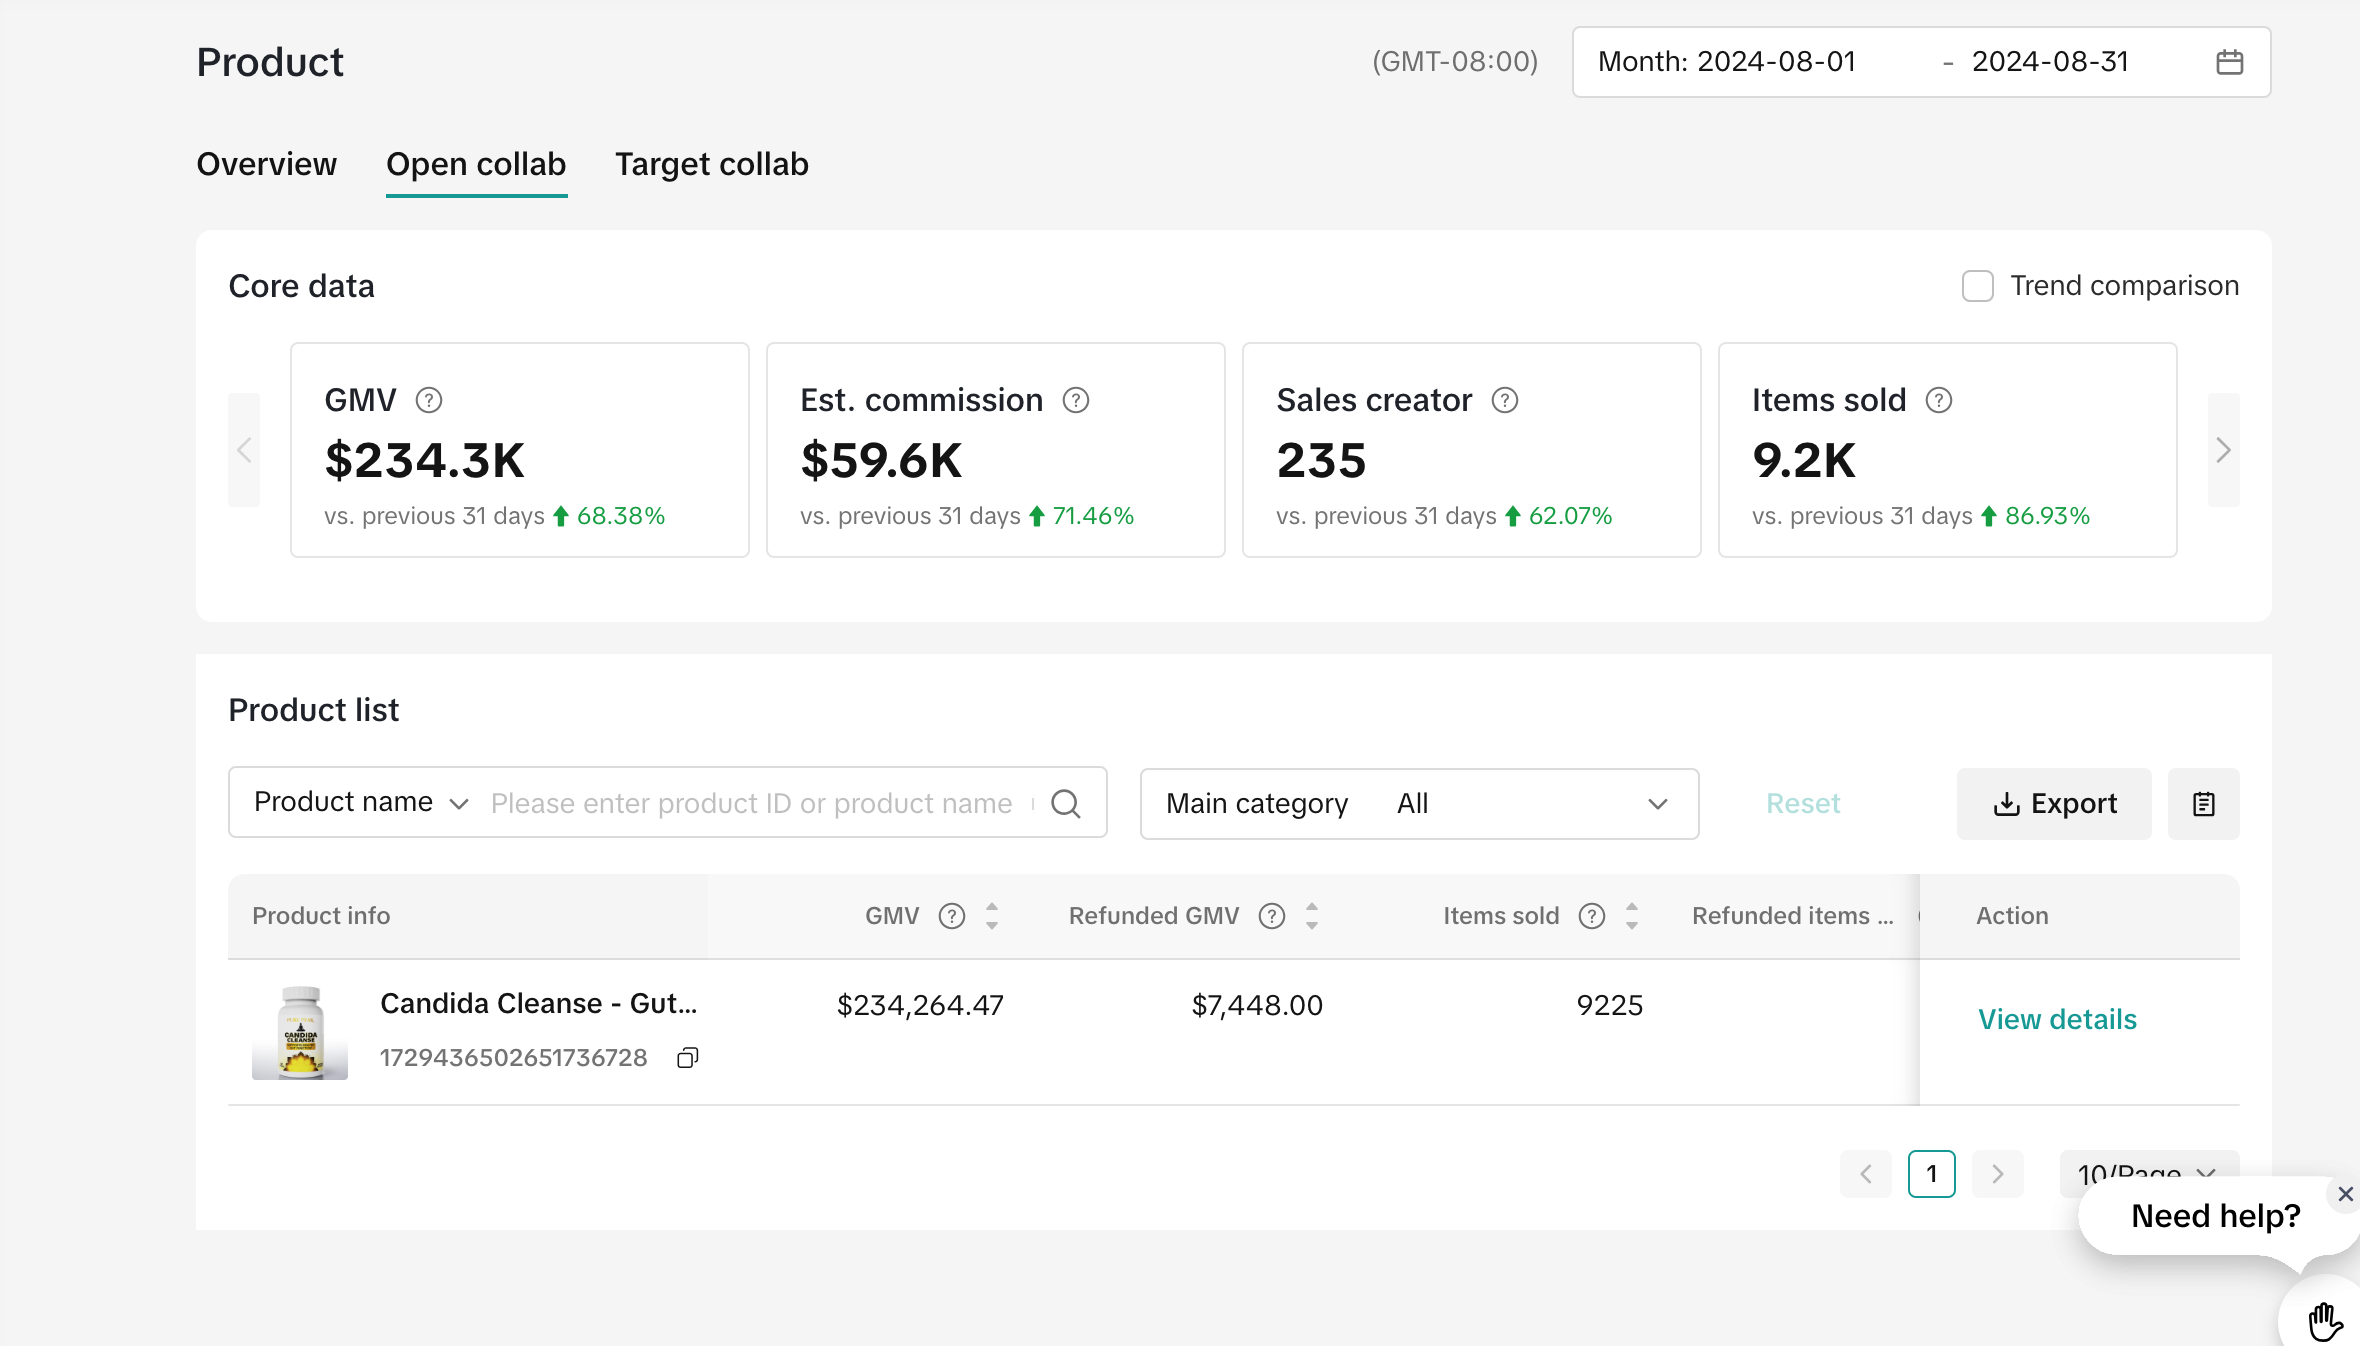 Product
(GMT-08:00)
Month: 2024-08-01 - 2024-08-31
Overview
Open collab
Target collab
Core data
Trend comparison
GMV
$234.3K
vs. previous 31 days 68.38%
Est. commission
$59.6K
vs. previous 31 days 71.46%
Sales creator
235
vs. previous 31 days 62.07%
Items sold
9.2K
vs. previous 31 days 86.93%
Product list
Product name
Please enter product ID or product name
Main category All
Reset
Export
Product info
GMV
Refunded GMV
Items sold
Refunded items ...
Action
CANDIDA
CLEANSE
Candida Cleanse - Gut...
1729436502651736728
$234,264.47
$7,448.00
9225
View details
1
10/Page
Need help?